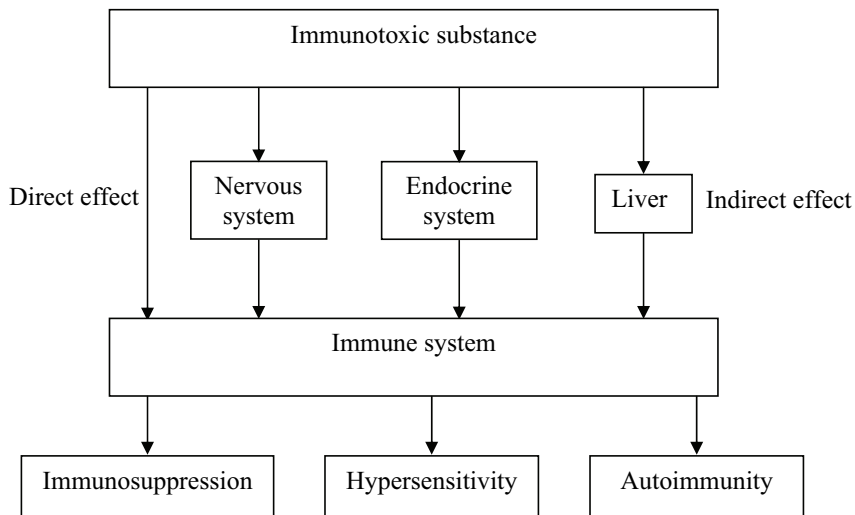 Immunotoxic substance
Direct effect
Nervous
system
Endocrine
system
Liver
Indirect effect
Immune system
Immunosuppression
Hypersensitivity
Autoimmunity